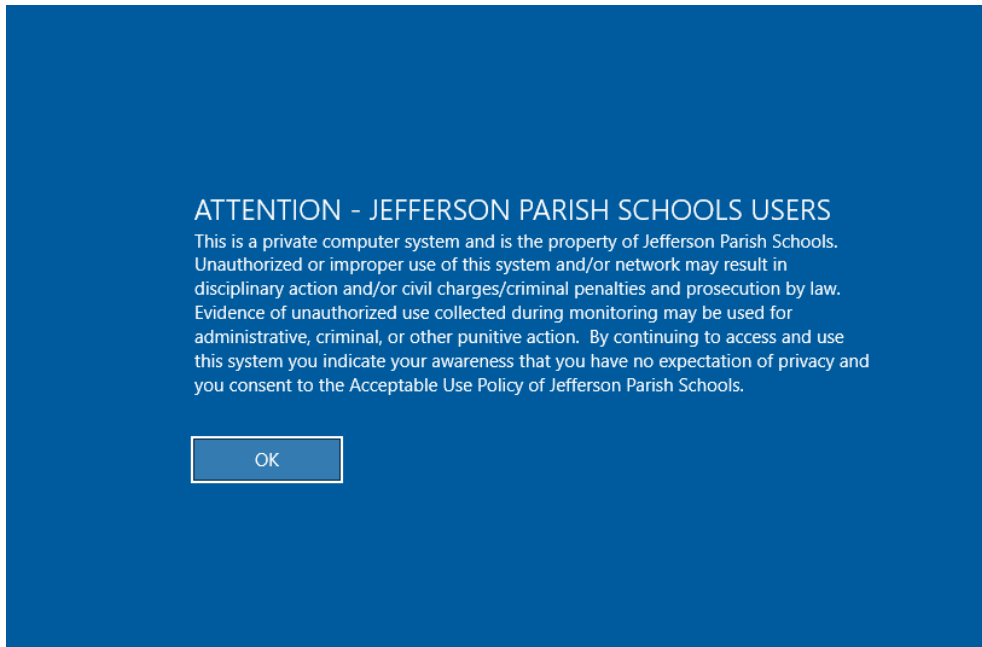 ATTENTION - JEFFERSON PARISH SCHOOLS USERS
This is a private computer system and is the property of Jefferson Parish Schools.
Unauthorized or improper use of this system and/or network may result in
disciplinary action and/or civil charges/criminal penalties and prosecution by law.
Evidence of unauthorized use collected during monitoring may be used for
administrative, criminal, or other punitive action.  By continuing to access and use
this system you indicate your awareness that you have no expectation of privacy and
you consent to the Acceptable Use Policy of Jefferson Parish Schools.
OK